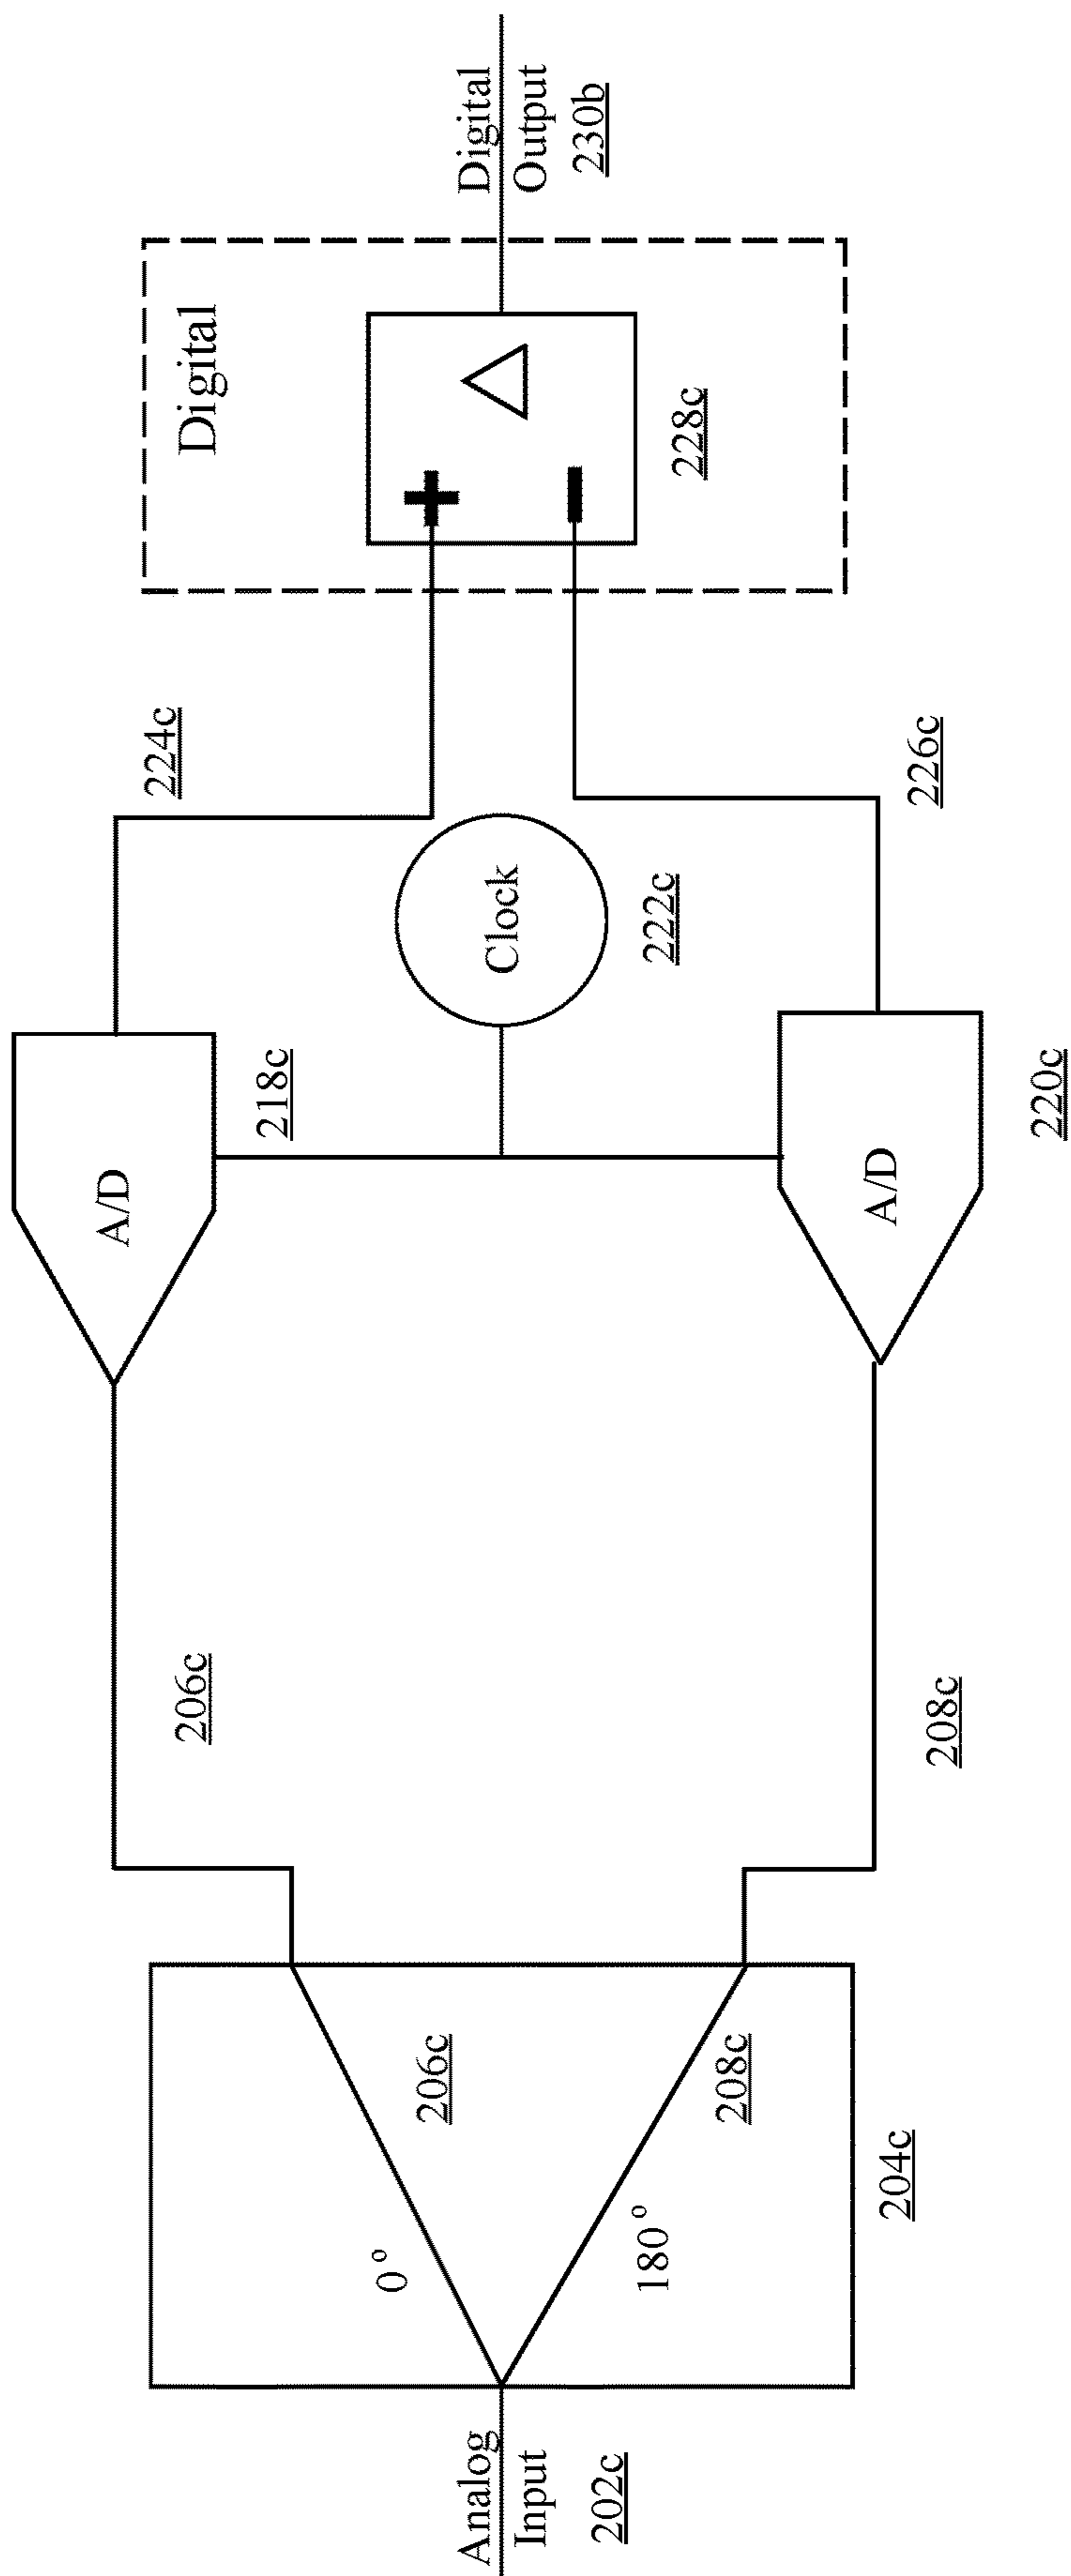 Analog
Input
202c
0°
180°
206c
208c
204c
206c
208c
A/D
218c
A/D
220c
Clock
222c
224c
226c
Digital
+
−
△
228c
Digital
Output
230b